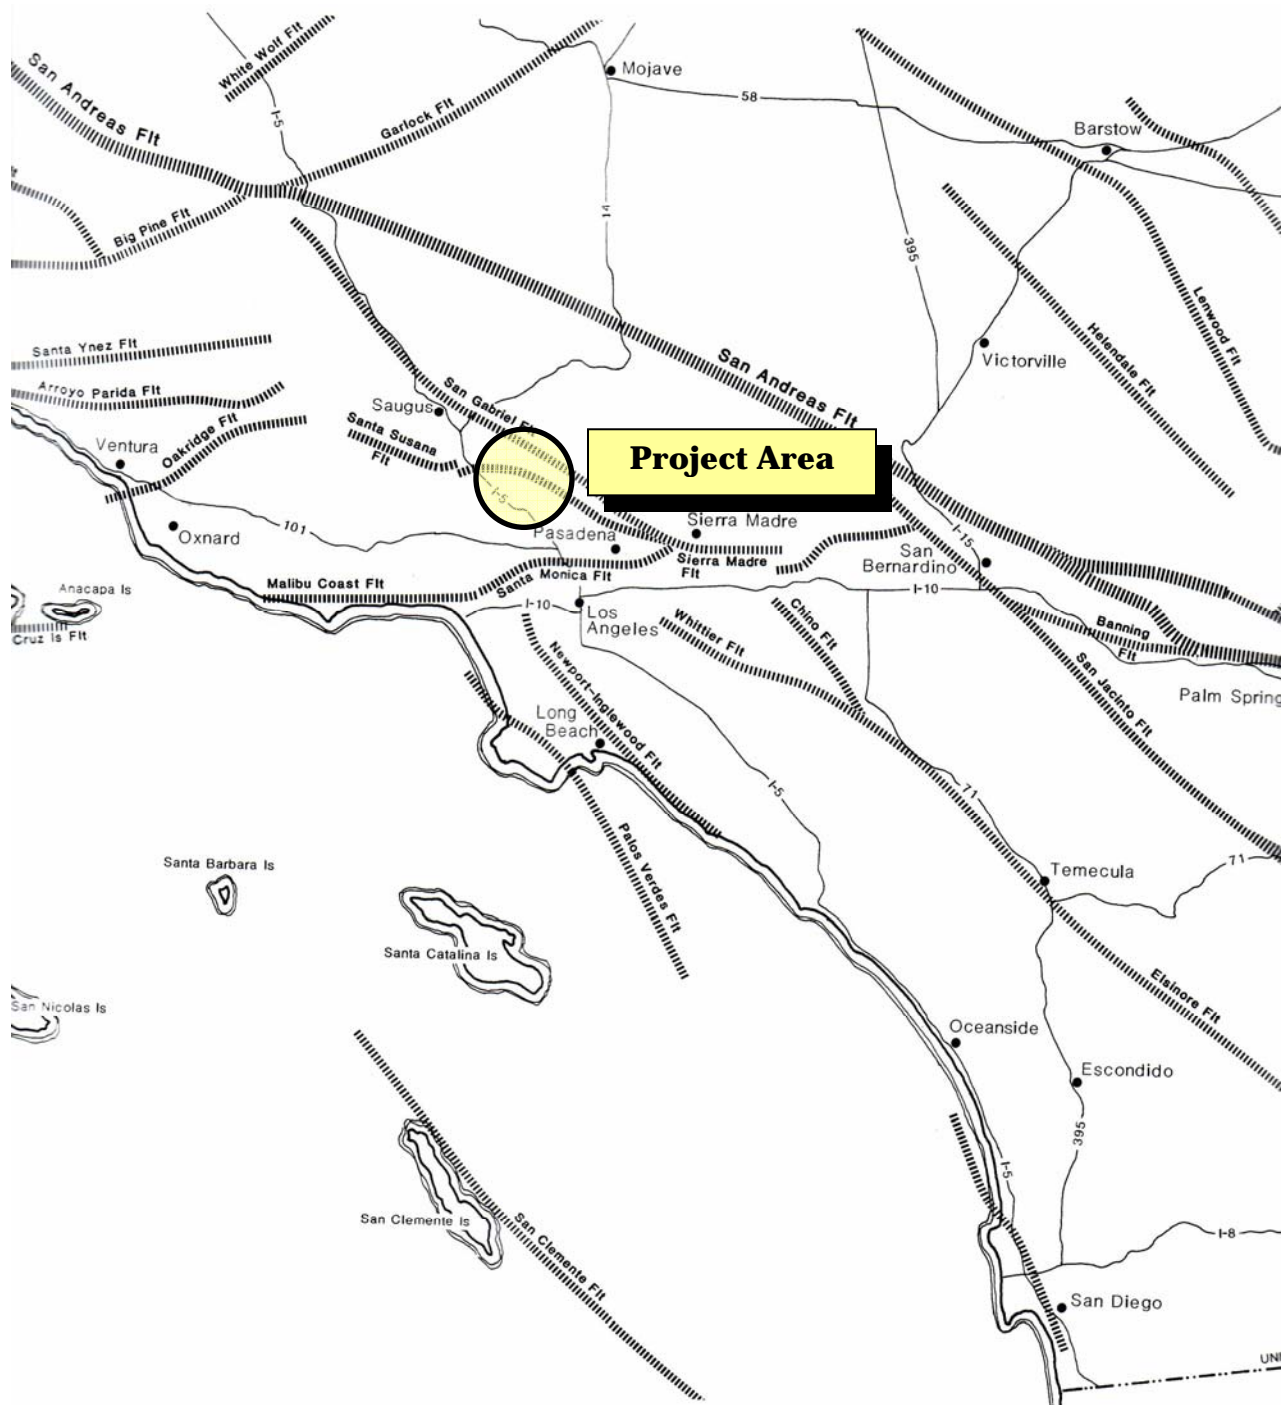 White Wolf Flt
San Andreas Flt
Mojave
I-5
Garlock Flt
58
Barstow
Big Pine Flt
14
395
Lenwood Flt
Helendale Flt
Santa Ynez Flt
San Andreas Flt
Victorville
Arroyo Parida Flt
San Gabriel Flt
Saugus
Oakridge Flt
Santa Susana
Flt
Ventura
Project Area
I-5
Oxnard
101
Pasadena
Sierra Madre
I-15
San
Bernardino
Sierra Madre
Flt
Santa Monica Flt
Malibu Coast Flt
Anacapa Is
I-10
I-10
Los
Angeles
Cruz Is Flt
Whittier Flt
Chino Flt
Banning
Flt
Newport-Inglewood Flt
San Jacinto Flt
Palm Spring
Long
Beach
I-5
71
Palos Verdes Flt
Santa Barbara Is
71
Temecula
Santa Catalina Is
San Nicolas Is
Elsinore Flt
Oceanside
Escondido
395
I-5
San Clemente Is
San Clemente Flt
I-8
San Diego
UNI